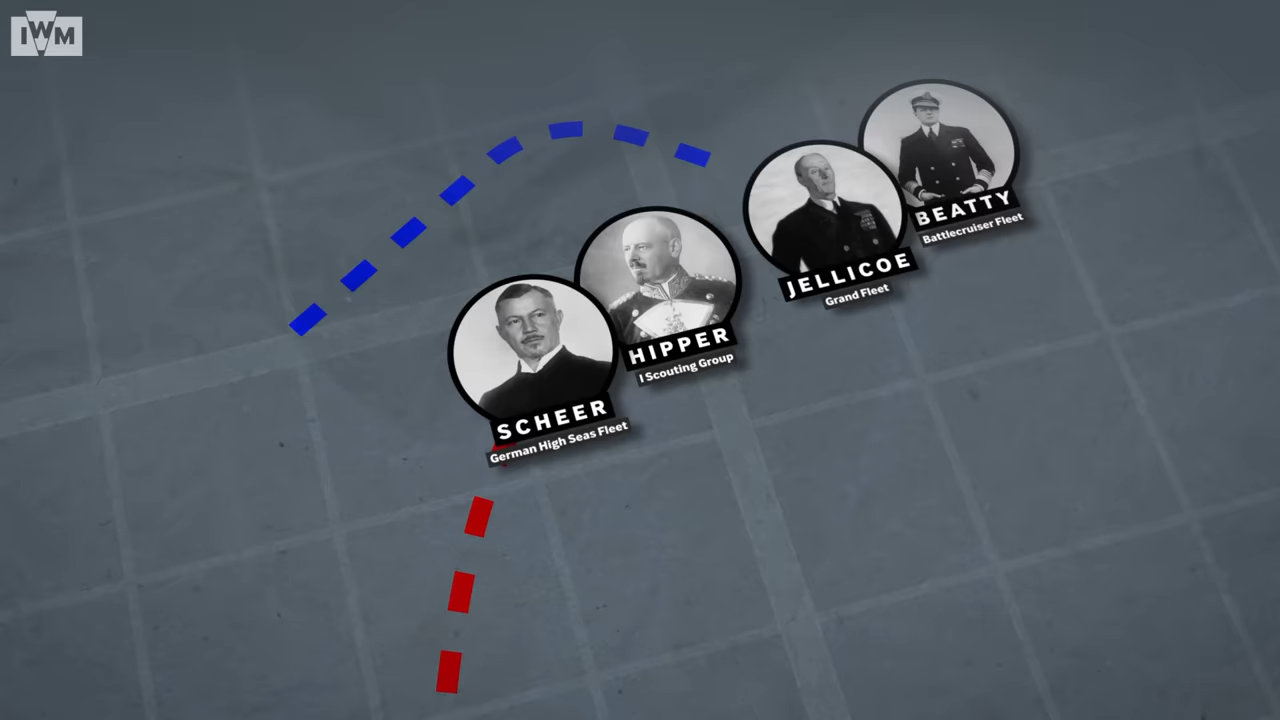 IWM
BEATTY
Battlecruiser Fleet
JELLICOE
Grand Fleet
HIPPER
I Scouting Group
SCHEER
German High Seas Fleet